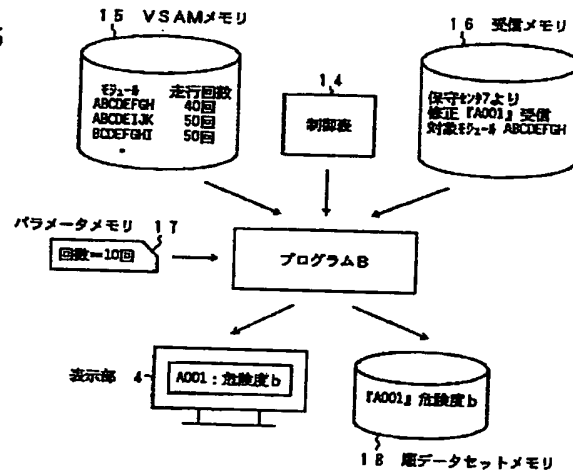 15 VSAMメモリ
16 受信メモリ
モジュール 走行回数
ABCDEFGH 40回
ABCDEIJK 50回
BCDEFGHI 50回
14
制御表
保守センタ7より
修正『A001』受信
対象モジュール ABCDEFGH
パラメータメモリ 17
回数=10回
プログラムB
表示部 4
A001:危険度b
『A001』危険度b
18 順データセットメモリ